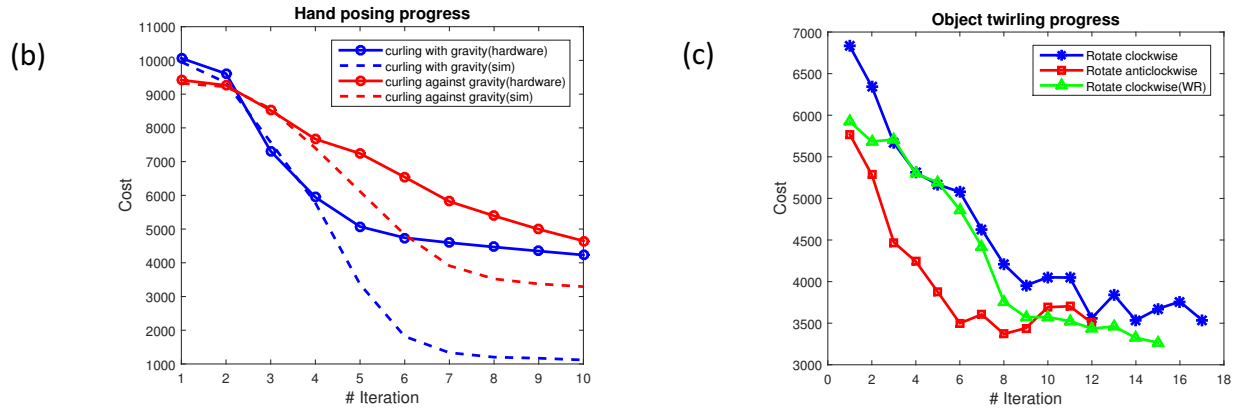 (b)
Hand posing progress
11000
10000
9000
8000
7000
6000
5000
4000
3000
2000
1000
Cost
curling with gravity(hardware)
curling with gravity(sim)
curling against gravity(hardware)
curling against gravity(sim)
1 2 3 4 5 6 7 8 9 10
# Iteration
(c)
Object twirling progress
7000
6500
6000
5500
5000
4500
4000
3500
3000
Cost
Rotate clockwise
Rotate anticlockwise
Rotate clockwise(WR)
0 2 4 6 8 10 12 14 16 18
# Iteration